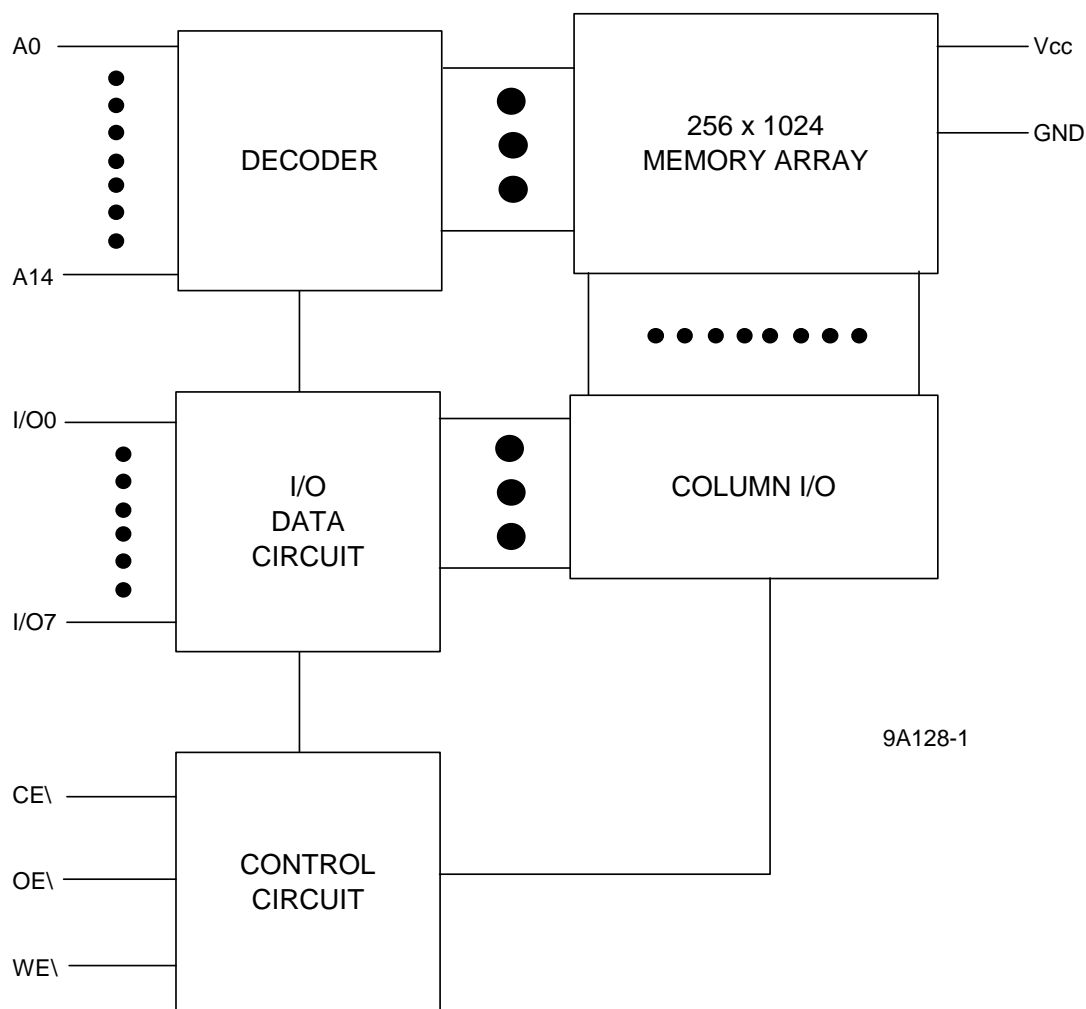 A0
A14
DECODER
256 x 1024
MEMORY ARRAY
Vcc
GND
I/O0
I/O7
I/O
DATA
CIRCUIT
COLUMN I/O
9A128-1
CE\
OE\
WE\
CONTROL
CIRCUIT